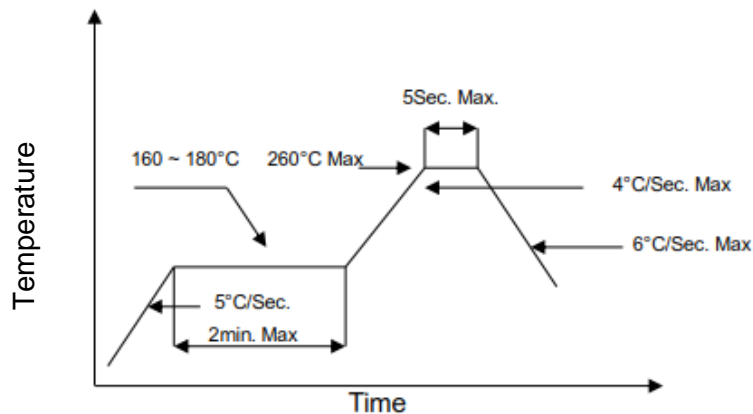 5Sec. Max.
160 ~ 180°C
260°C Max
4°C/Sec. Max
6°C/Sec. Max
5°C/Sec.
2min. Max
Temperature
Time